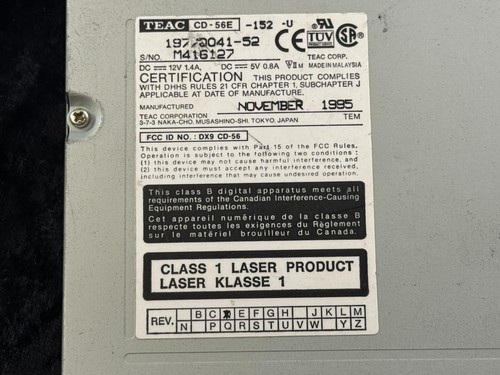 TEAC CD-56E -152 -U
S/NO. M416127
DC 12V 1.4A, DC 5V 0.8A
TÜV
CE
TEAC CORP.
MADE IN MALAYSIA
CERTIFICATION THIS PRODUCT COMPLIES
WITH DHHS RULES 21 CFR CHAPTER 1, SUBCHAPTER J
APPLICABLE AT DATE OF MANUFACTURE.
MANUFACTURED NOVEMBER 1995
TEAC CORPORATION TEM
3-7-3 NAKA-CHO, MUSASHINO-SHI, TOKYO, JAPAN
FCC ID NO.: DX9 CD-56
This device complies with Part 15 of the FCC Rules.
Operation is subject to the following two conditions:
(1) this device may not cause harmful interference, and
(2) this device must accept any interference received,
including interference that may cause undesired operation.
This class B digital apparatus meets all
requirements of the Canadian Interference-Causing
Equipment Regulations.
Cet appareil numérique de la classe B
respecte toutes les exigences du Règlement
sur le matériel brouilleur du Canada.
CLASS 1 LASER PRODUCT
LASER KLASSE 1
REV. B C E F G H J K L M
N P Q R S T U V W Y Z